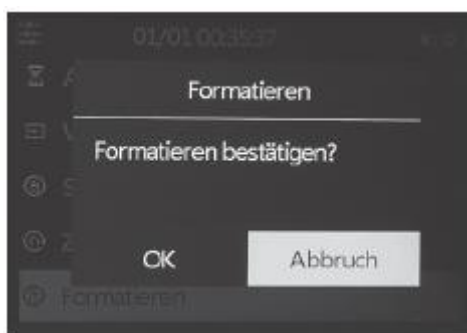 01/01 00:35:37
Formatieren
Formatieren bestätigen?
OK
Abbruch
Formatieren